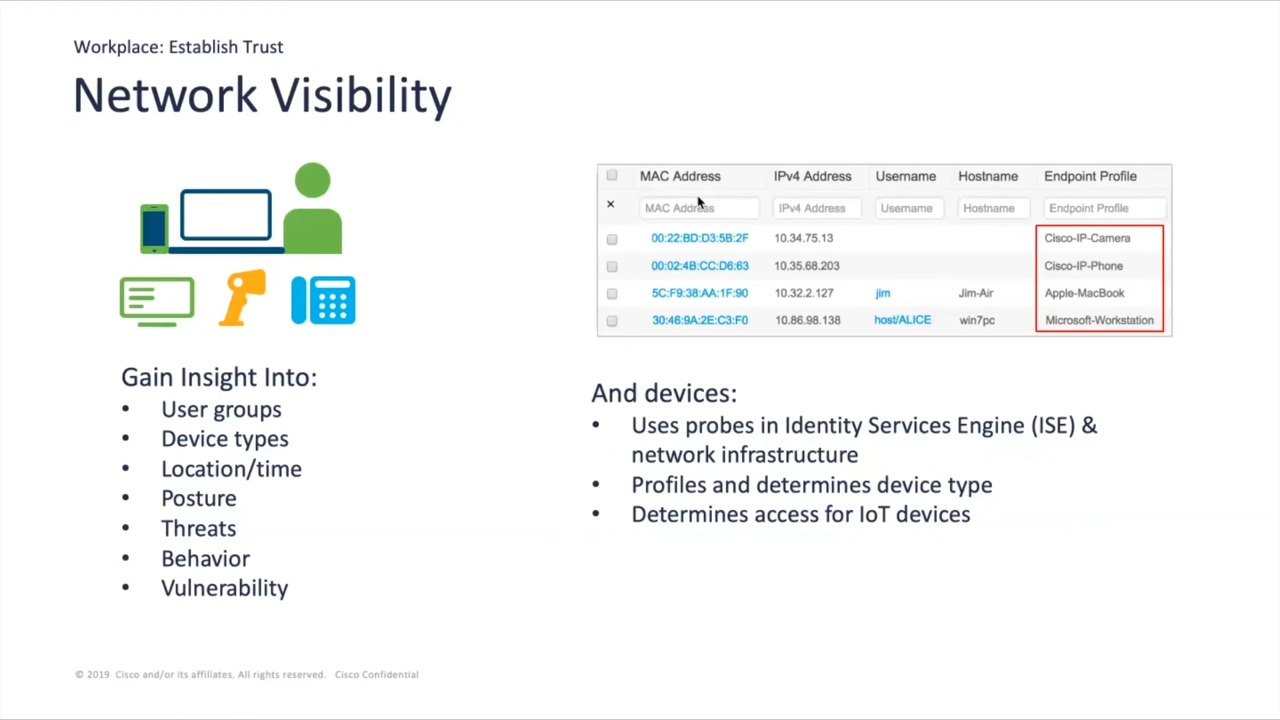 Workplace: Establish Trust
Network Visibility
MAC Address IPv4 Address Username Hostname Endpoint Profile
× MAC Address IPv4 Address Username Hostname Endpoint Profile
00:22:BD:D3:5B:2F 10.34.75.13 Cisco-IP-Camera
00:02:4B:CC:D6:63 10.35.68.203 Cisco-IP-Phone
5C:F9:38:AA:1F:90 10.32.2.127 jim Jim-Air Apple-MacBook
30:46:9A:2E:C3:F0 10.86.98.138 host/ALICE win7pc Microsoft-Workstation
Gain Insight Into:
• User groups
• Device types
• Location/time
• Posture
• Threats
• Behavior
• Vulnerability
And devices:
• Uses probes in Identity Services Engine (ISE) &
network infrastructure
• Profiles and determines device type
• Determines access for IoT devices
© 2019 Cisco and/or its affiliates. All rights reserved. Cisco Confidential